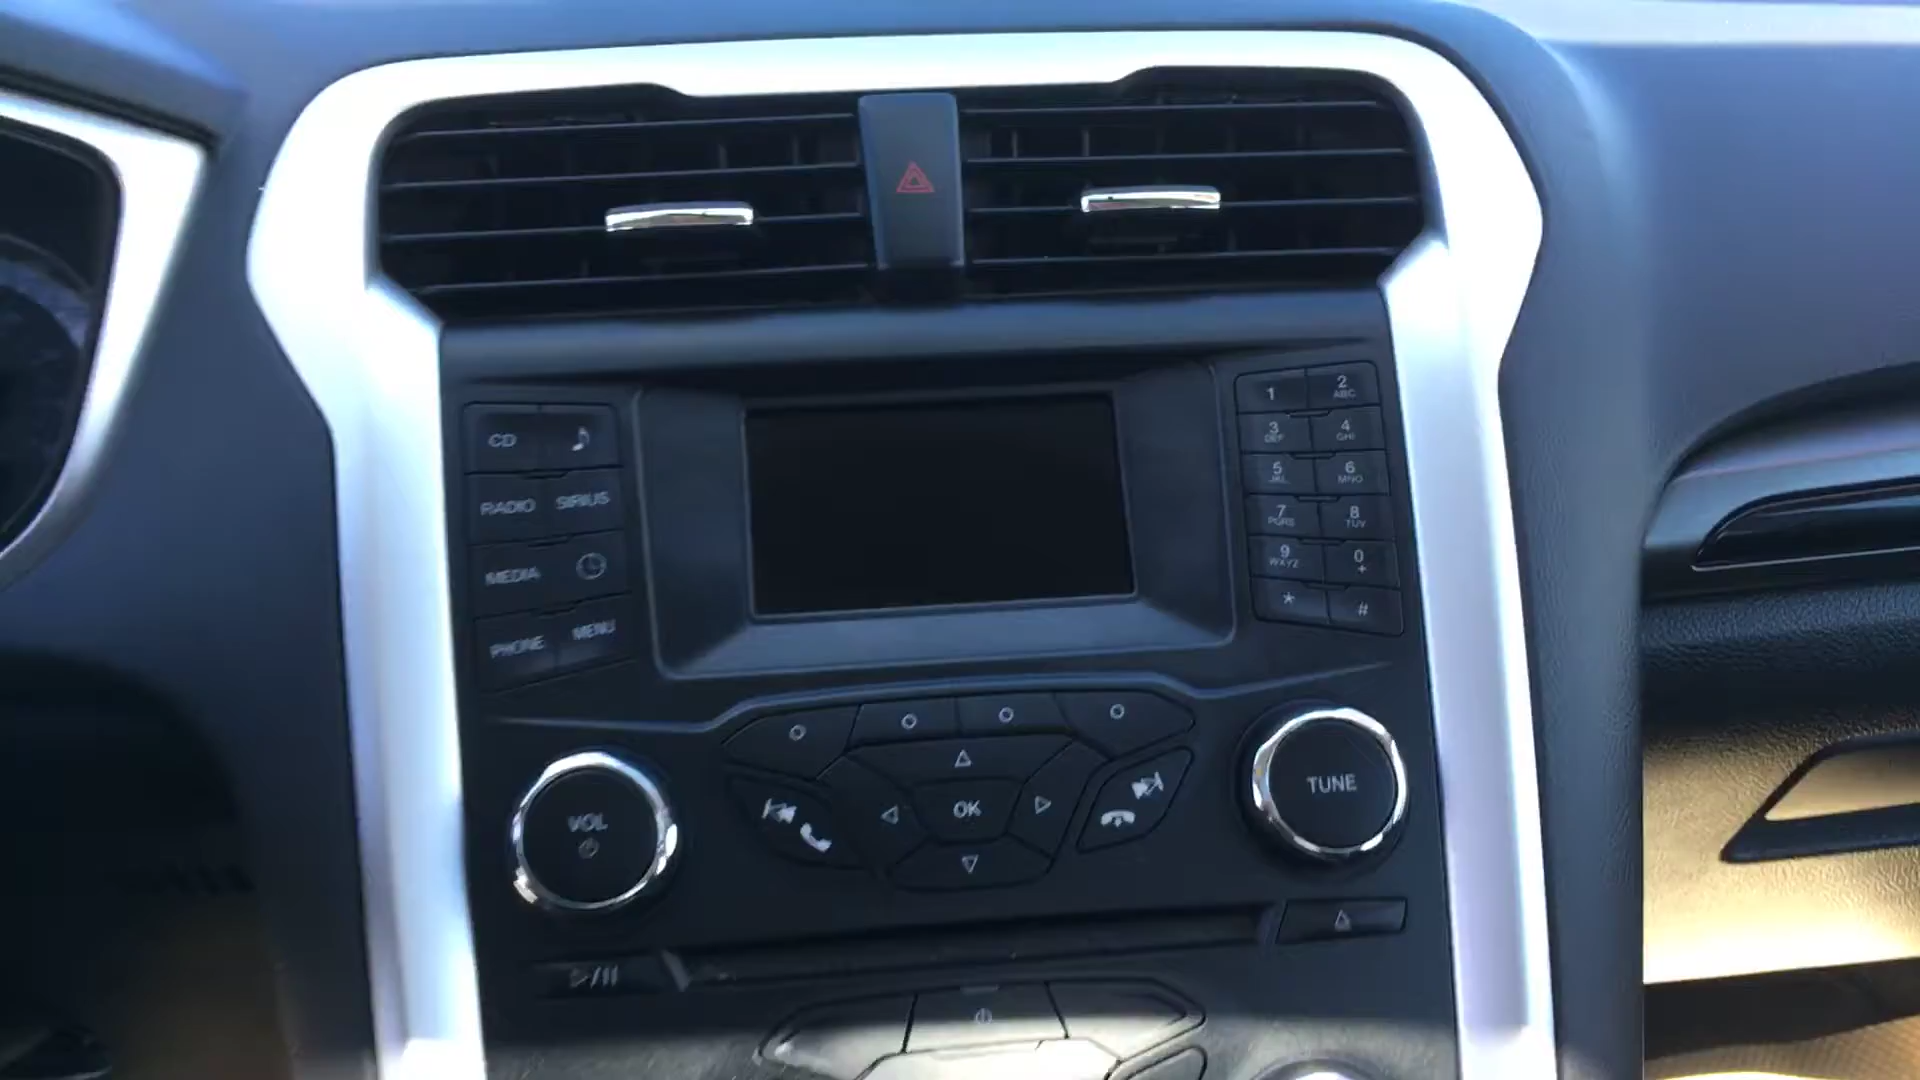 CD
RADIO SIRIUS
MEDIA
PHONE MENU
1 2 ABC
3 DEF 4 GHI
5 JKL 6 MNO
7 PQRS 8 TUV
9 WXYZ 0 +
* #
VOL
OK
TUNE